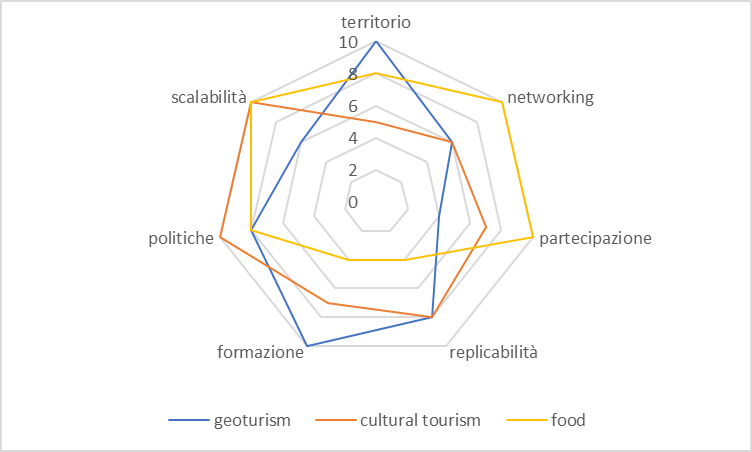 territorio
10
8
6
4
2
0
networking
partecipazione
replicabilità
formazione
politiche
scalabilità
geoturism
cultural tourism
food